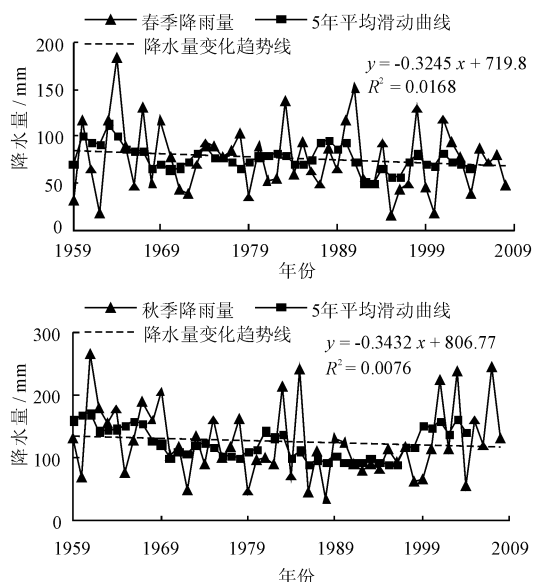 春季降雨量 5年平均滑动曲线
降水量变化趋势线
y = -0.3245 x + 719.8
R² = 0.0168
降水量 / mm
200
150
100
50
0
1959 1969 1979 1989 1999 2009
年份
秋季降雨量 5年平均滑动曲线
降水量变化趋势线
y = -0.3432 x + 806.77
R² = 0.0076
降水量 / mm
300
200
100
0
1959 1969 1979 1989 1999 2009
年份